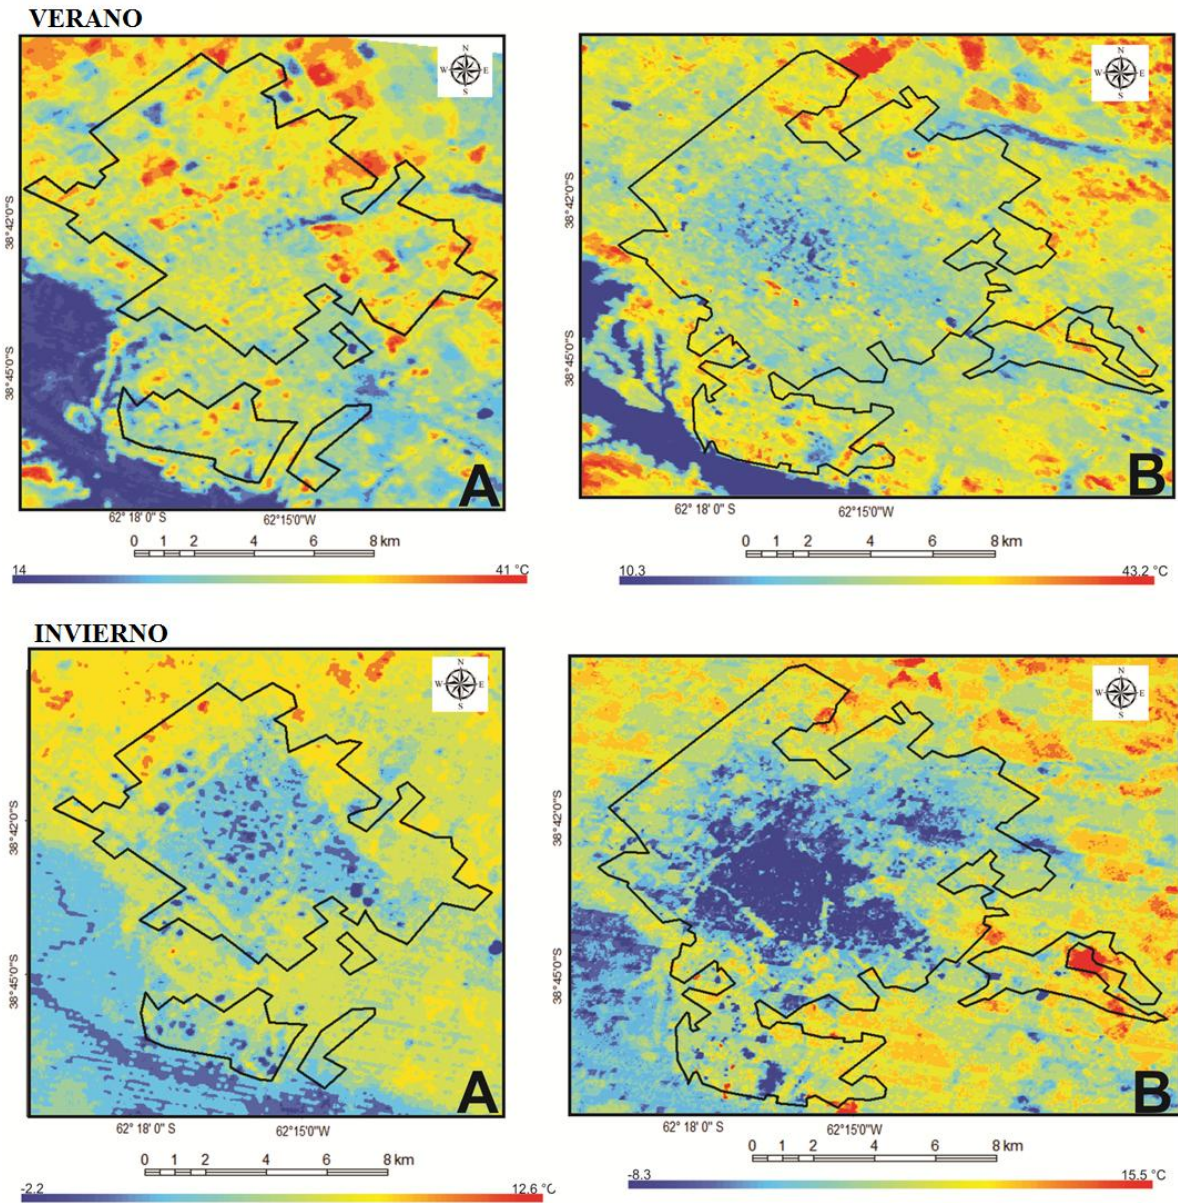 VERANO
N
W E
S
38°42'0"S
38°45'0"S
A
62° 18' 0" S 62°15'0"W
0 1 2 4 6 8 km
14 41 °C
N
W E
S
38°42'0"S
38°45'0"S
B
62° 18' 0" S 62°15'0"W
0 1 2 4 6 8 km
10.3 43.2 °C
INVIERNO
N
W E
S
38°42'0"S
38°45'0"S
A
62° 18' 0" S 62°15'0"W
0 1 2 4 6 8 km
-2.2 12.6 °C
N
W E
S
38°42'0"S
38°45'0"S
B
62° 18' 0" S 62°15'0"W
0 1 2 4 6 8 km
-8.3 15.5 °C